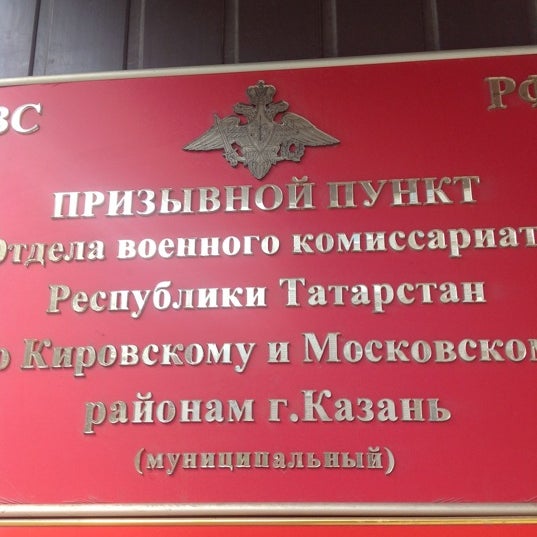 ВС РФ
ПРИЗЫВНОЙ ПУНКТ
Отдела военного комиссариат
Республики Татарстан
о Кировскому и Московском
районам г.Казань
(муниципальный)